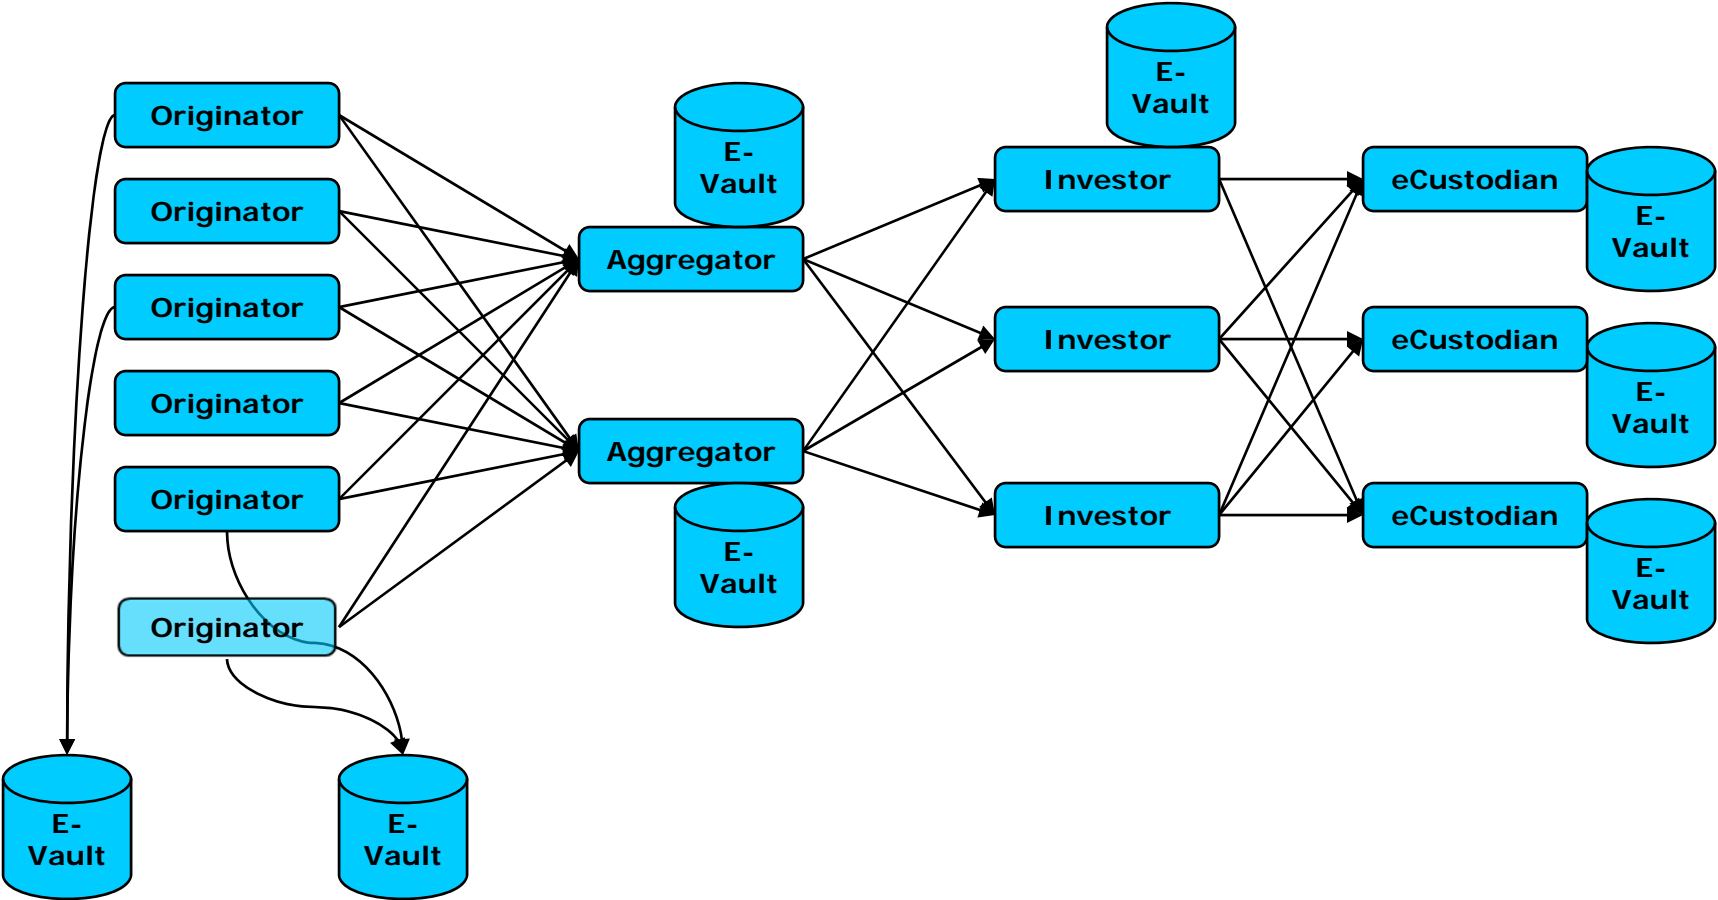 Originator
Originator
Originator
Originator
Originator
Originator
E-
Vault
E-
Vault
E-
Vault
Aggregator
Aggregator
E-
Vault
E-
Vault
Investor
Investor
Investor
eCustodian
E-
Vault
eCustodian
E-
Vault
eCustodian
E-
Vault